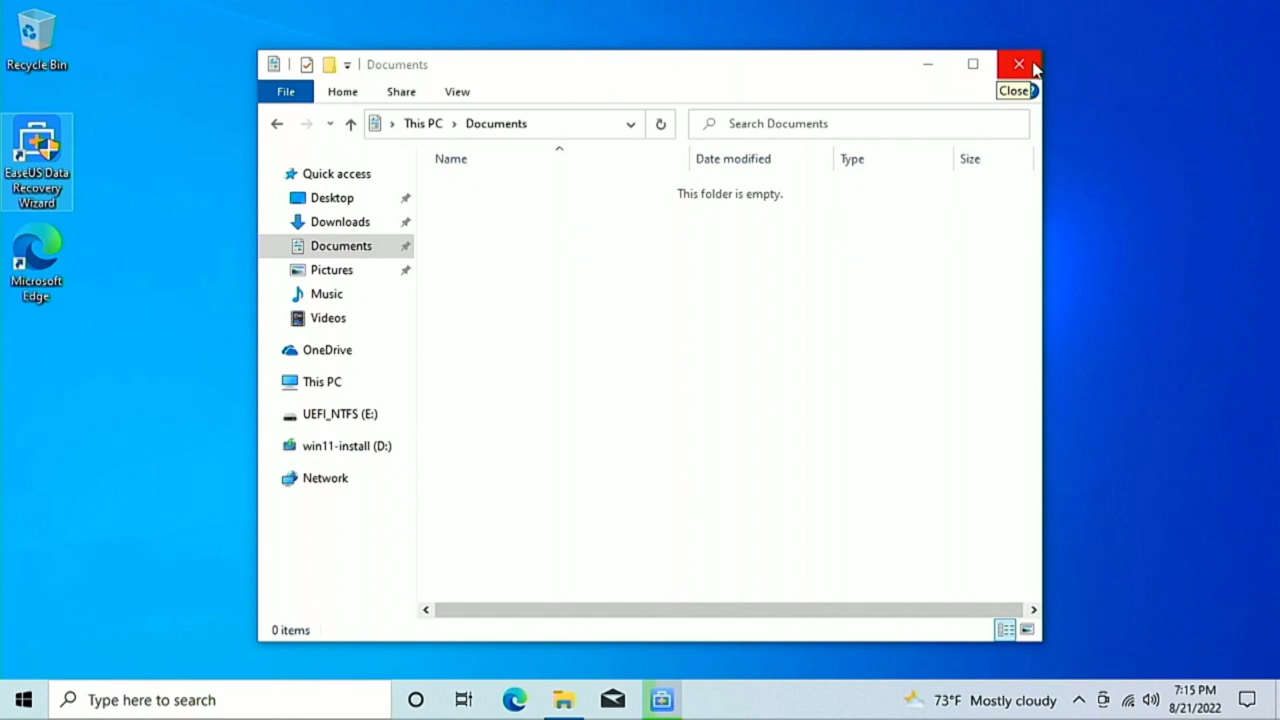 Recycle Bin
EaseUS Data
Recovery
Wizard
Microsoft
Edge
Documents
Close
File Home Share View
This PC Documents
Search Documents
Name Date modified Type Size
This folder is empty.
Quick access
Desktop
Downloads
Documents
Pictures
Music
Videos
OneDrive
This PC
UEFI_NTFS (E:)
win11-install (D:)
Network
0 items
Type here to search
73°F Mostly cloudy
7:15 PM
8/21/2022